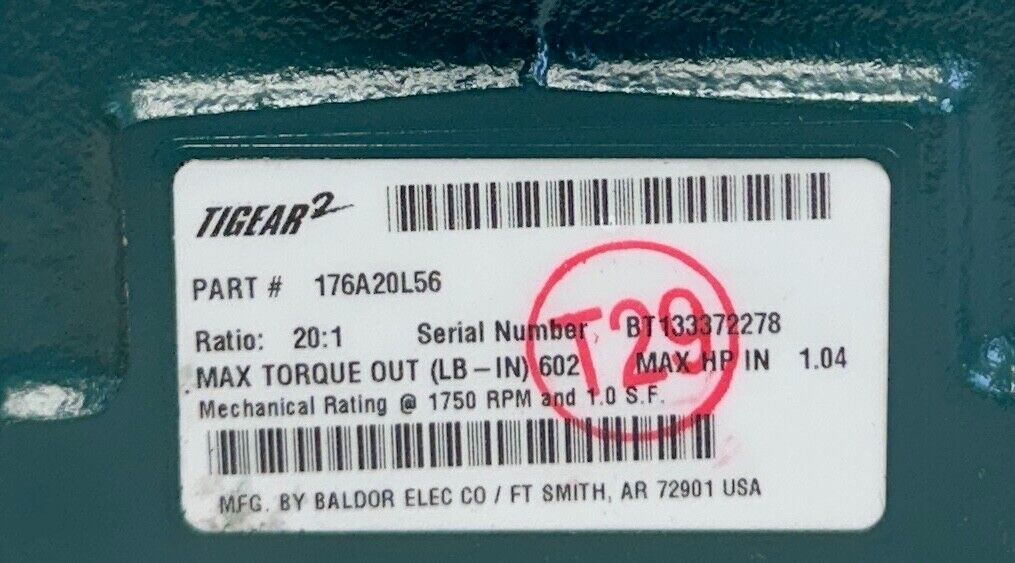 TIGEAR2
PART # 176A20L56
Ratio: 20:1 Serial Number BT133372278
MAX TORQUE OUT (LB-IN) 602 MAX HP IN 1.04
Mechanical Rating @ 1750 RPM and 1.0 S.F.
T29
MFG. BY BALDOR ELEC CO / FT SMITH, AR 72901 USA